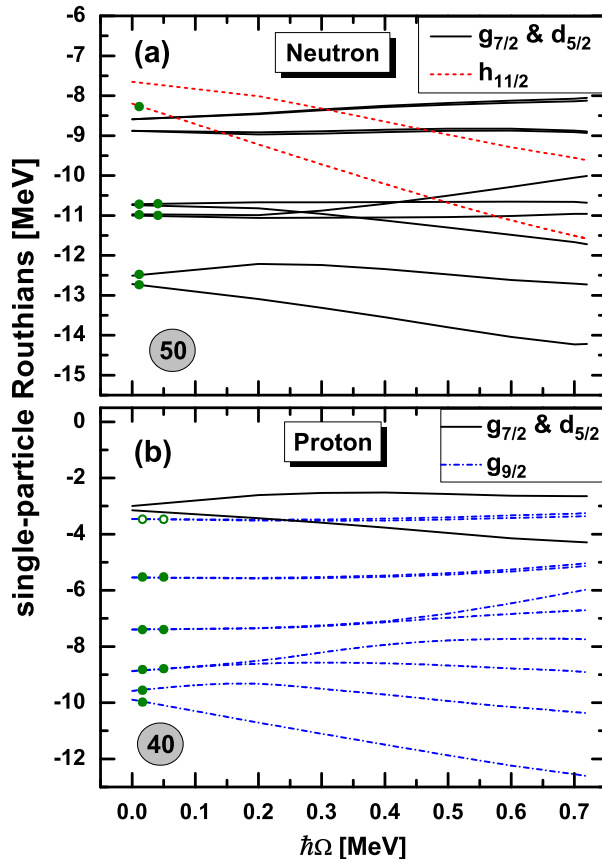 -6
-7
-8
-9
-10
-11
-12
-13
-14
-15
(a)
Neutron
g7/2 & d5/2
h11/2
50
single-particle Routhians [MeV]
0
-2
-4
-6
-8
-10
-12
(b)
Proton
g7/2 & d5/2
g9/2
40
0.0 0.1 0.2 0.3 0.4 0.5 0.6 0.7
ℏΩ [MeV]